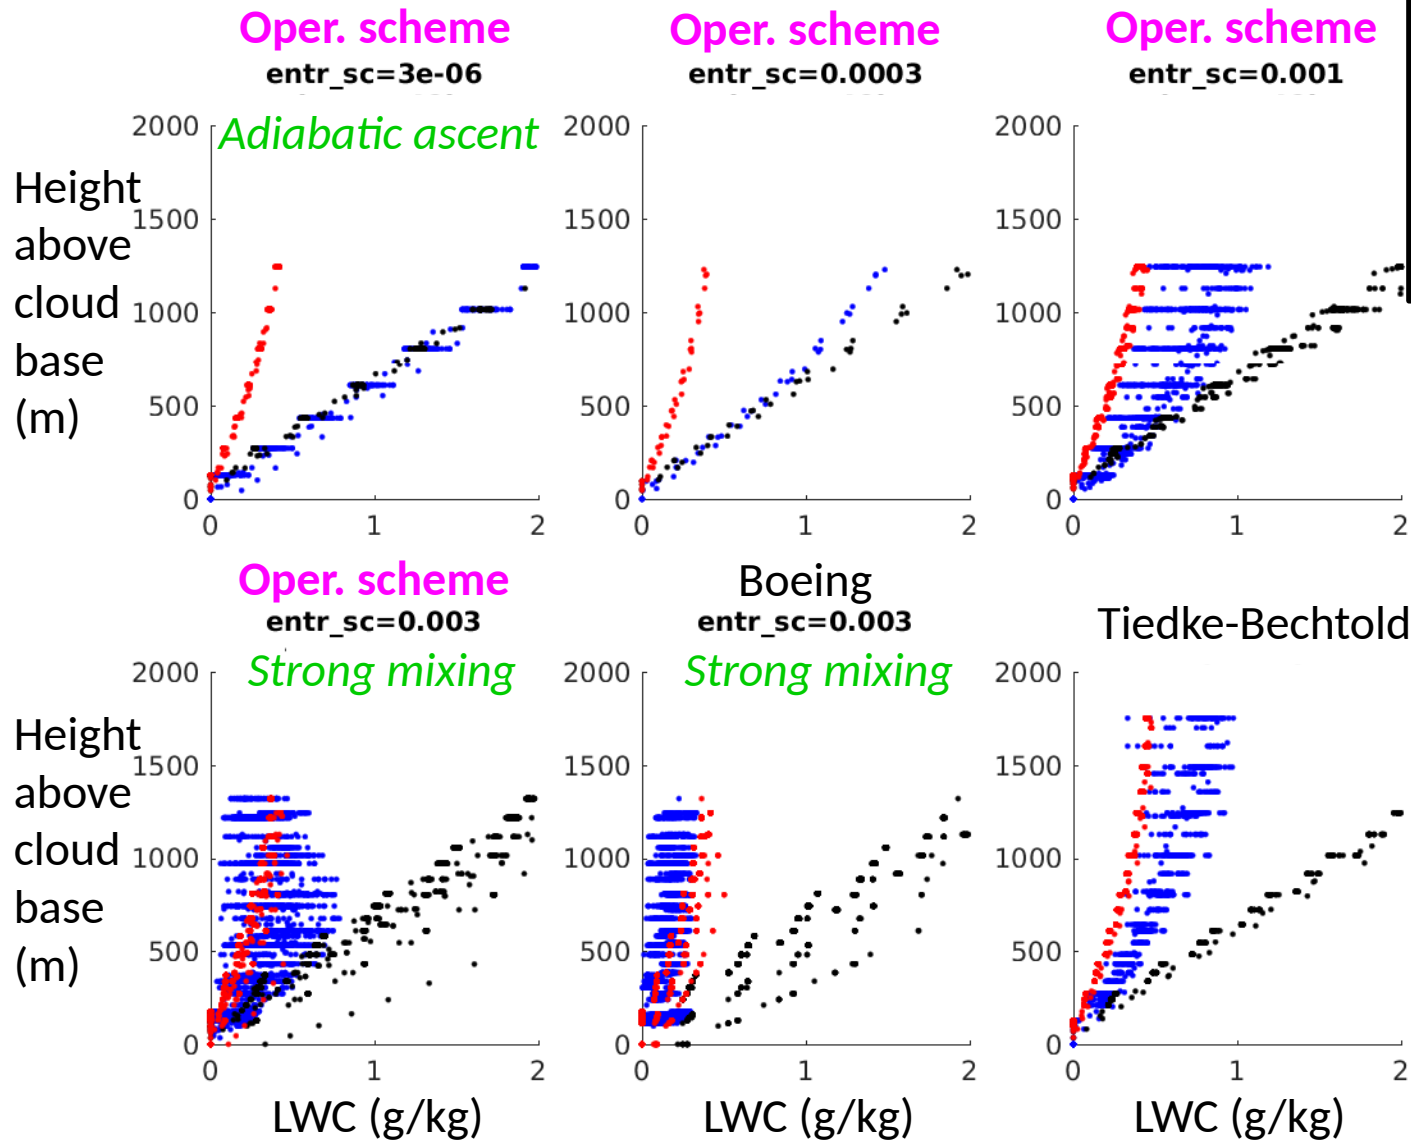 Oper. scheme
entr_sc=3e-06
Oper. scheme
entr_sc=0.0003
Oper. scheme
entr_sc=0.001
Adiabatic ascent
Height
above
cloud
base
(m)
2000
1500
1000
500
0
0 1 2
2000
1500
1000
500
0
0 1 2
2000
1500
1000
500
0
0 1 2
Oper. scheme
entr_sc=0.003
Strong mixing
Boeing
entr_sc=0.003
Strong mixing
Tiedke-Bechtold
Height
above
cloud
base
(m)
2000
1500
1000
500
0
0 1 2
LWC (g/kg)
2000
1500
1000
500
0
0 1 2
LWC (g/kg)
2000
1500
1000
500
0
0 1 2
LWC (g/kg)